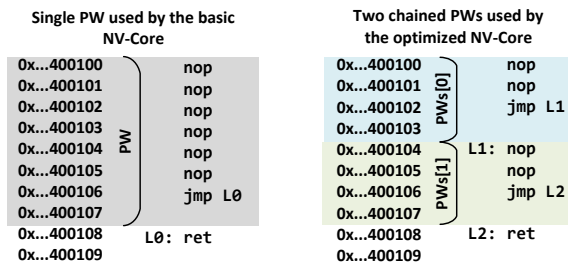 Single PW used by the basic
NV-Core
0x...400100 nop
0x...400101 nop
0x...400102 nop
0x...400103 nop
0x...400104 nop
0x...400105 nop
0x...400106 jmp L0
0x...400107
0x...400108 L0: ret
0x...400109
PW
Two chained PWs used by
the optimized NV-Core
0x...400100 nop
0x...400101 nop
0x...400102 jmp L1
0x...400103
0x...400104 L1: nop
0x...400105 nop
0x...400106 jmp L2
0x...400107
0x...400108 L2: ret
0x...400109
PWs[0]
PWs[1]